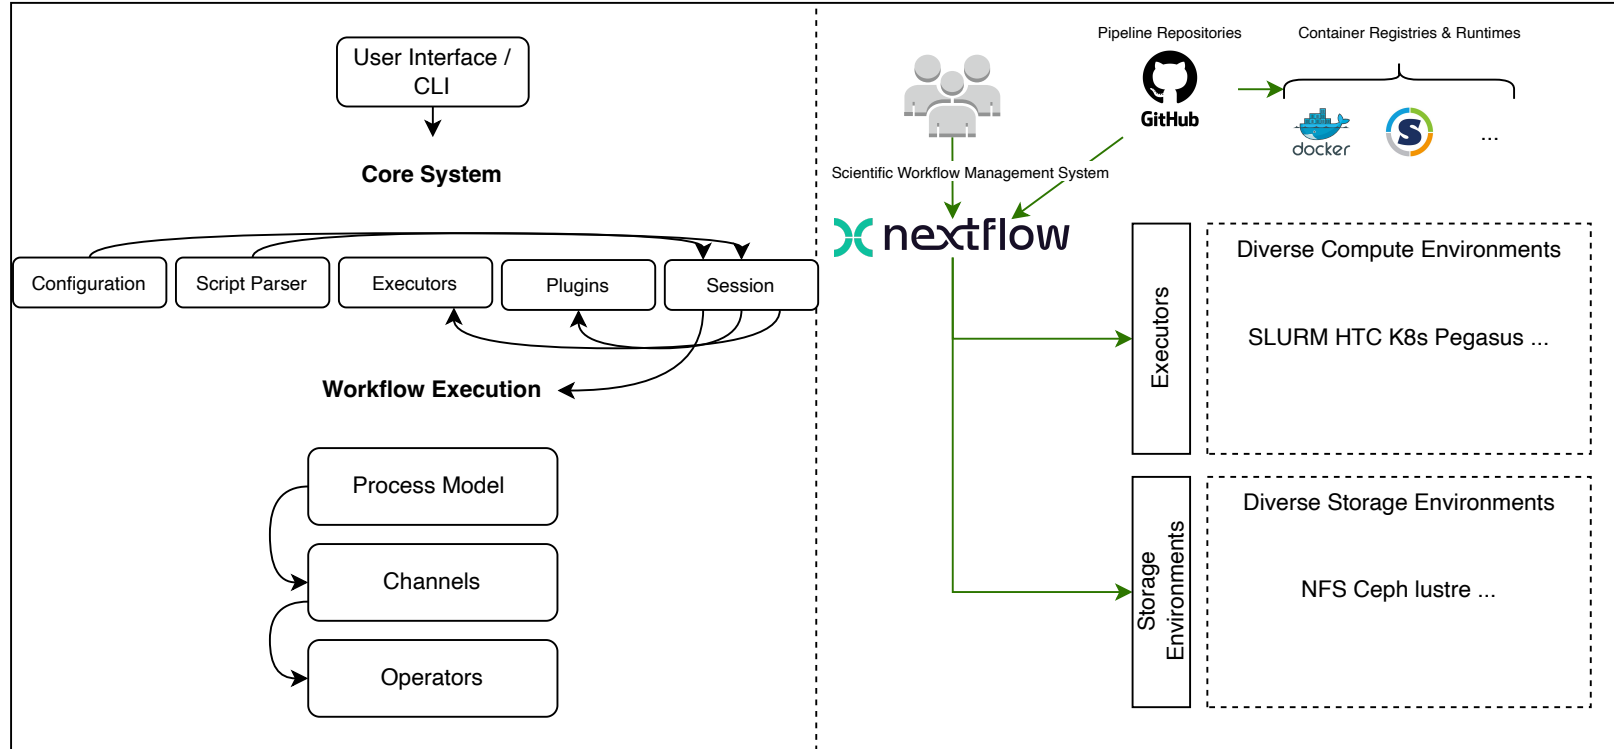 User Interface /
CLI
Core System
Configuration
Script Parser
Executors
Plugins
Session
Workflow Execution
Process Model
Channels
Operators
Pipeline Repositories
GitHub
Container Registries & Runtimes
docker
S
...
Scientific Workflow Management System
nextflow
Executors
Diverse Compute Environments
SLURM HTC K8s Pegasus ...
Storage
Environments
Diverse Storage Environments
NFS Ceph lustre ...